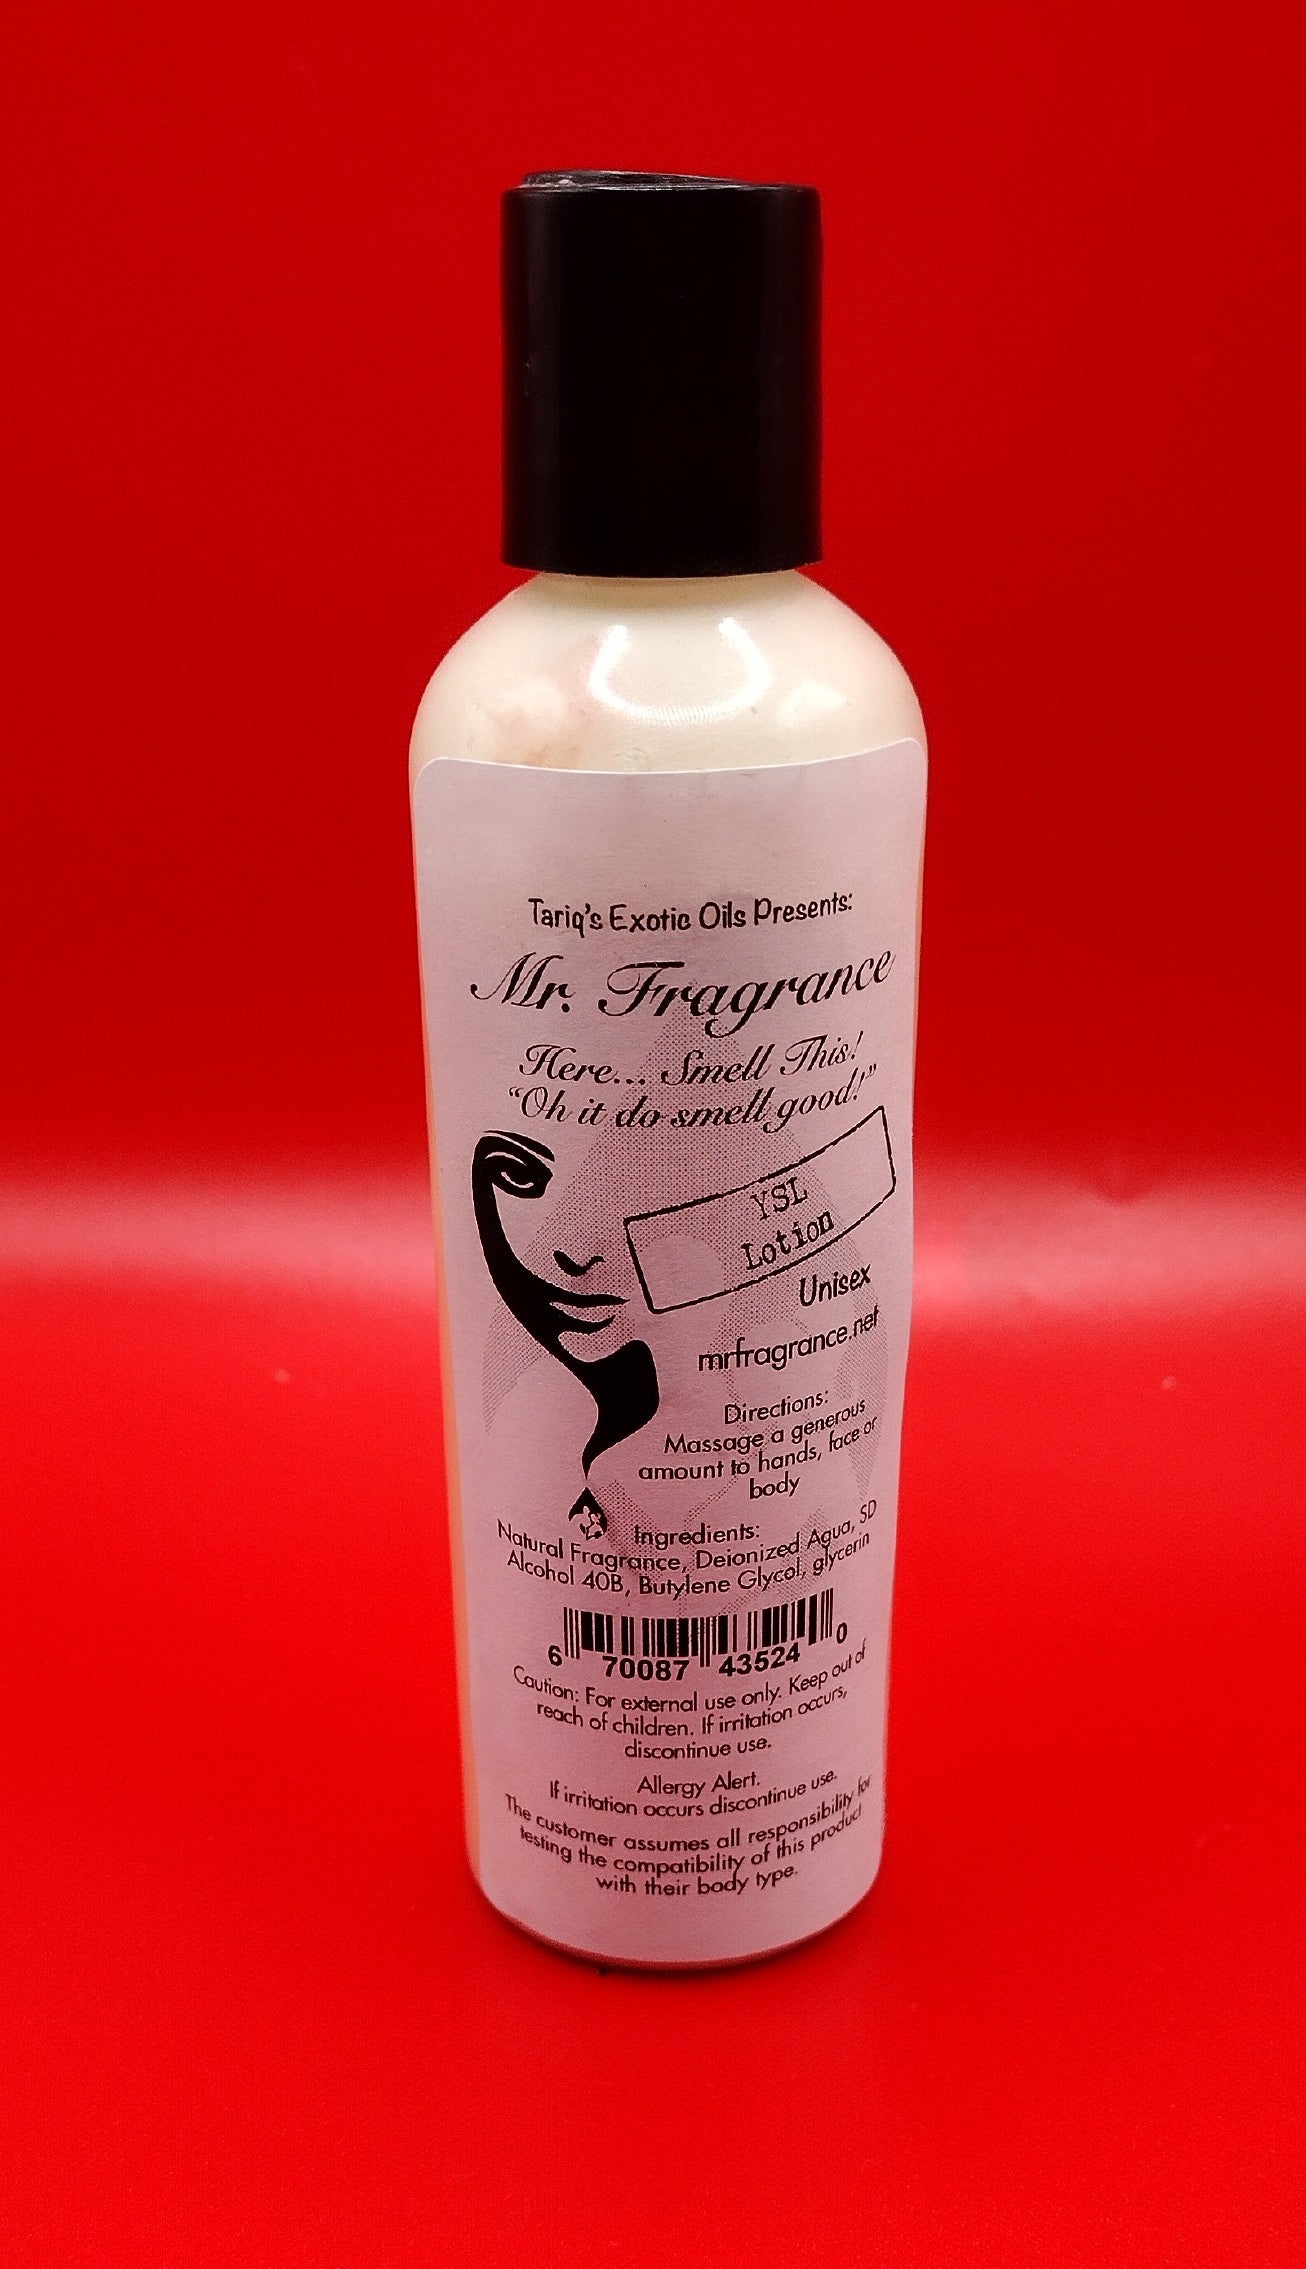 Tariq's Exotic Oils Presents:
Mr. Fragrance
Here... Smell This!
"Oh it do smell good!"
YSL
Lotion
Unisex
mrfragrance.net
Directions:
Massage a generous
amount to hands, face or
body
Ingredients:
Natural Fragrance, Deionized Aqua, SD
Alcohol 40B, Butylene Glycol, glycerin
6 70087 43524 0
Caution: For external use only. Keep out of
reach of children. If irritation occurs,
discontinue use.
Allergy Alert.
If irritation occurs discontinue use.
The customer assumes all responsibility for
testing the compatibility of this product
with their body type.